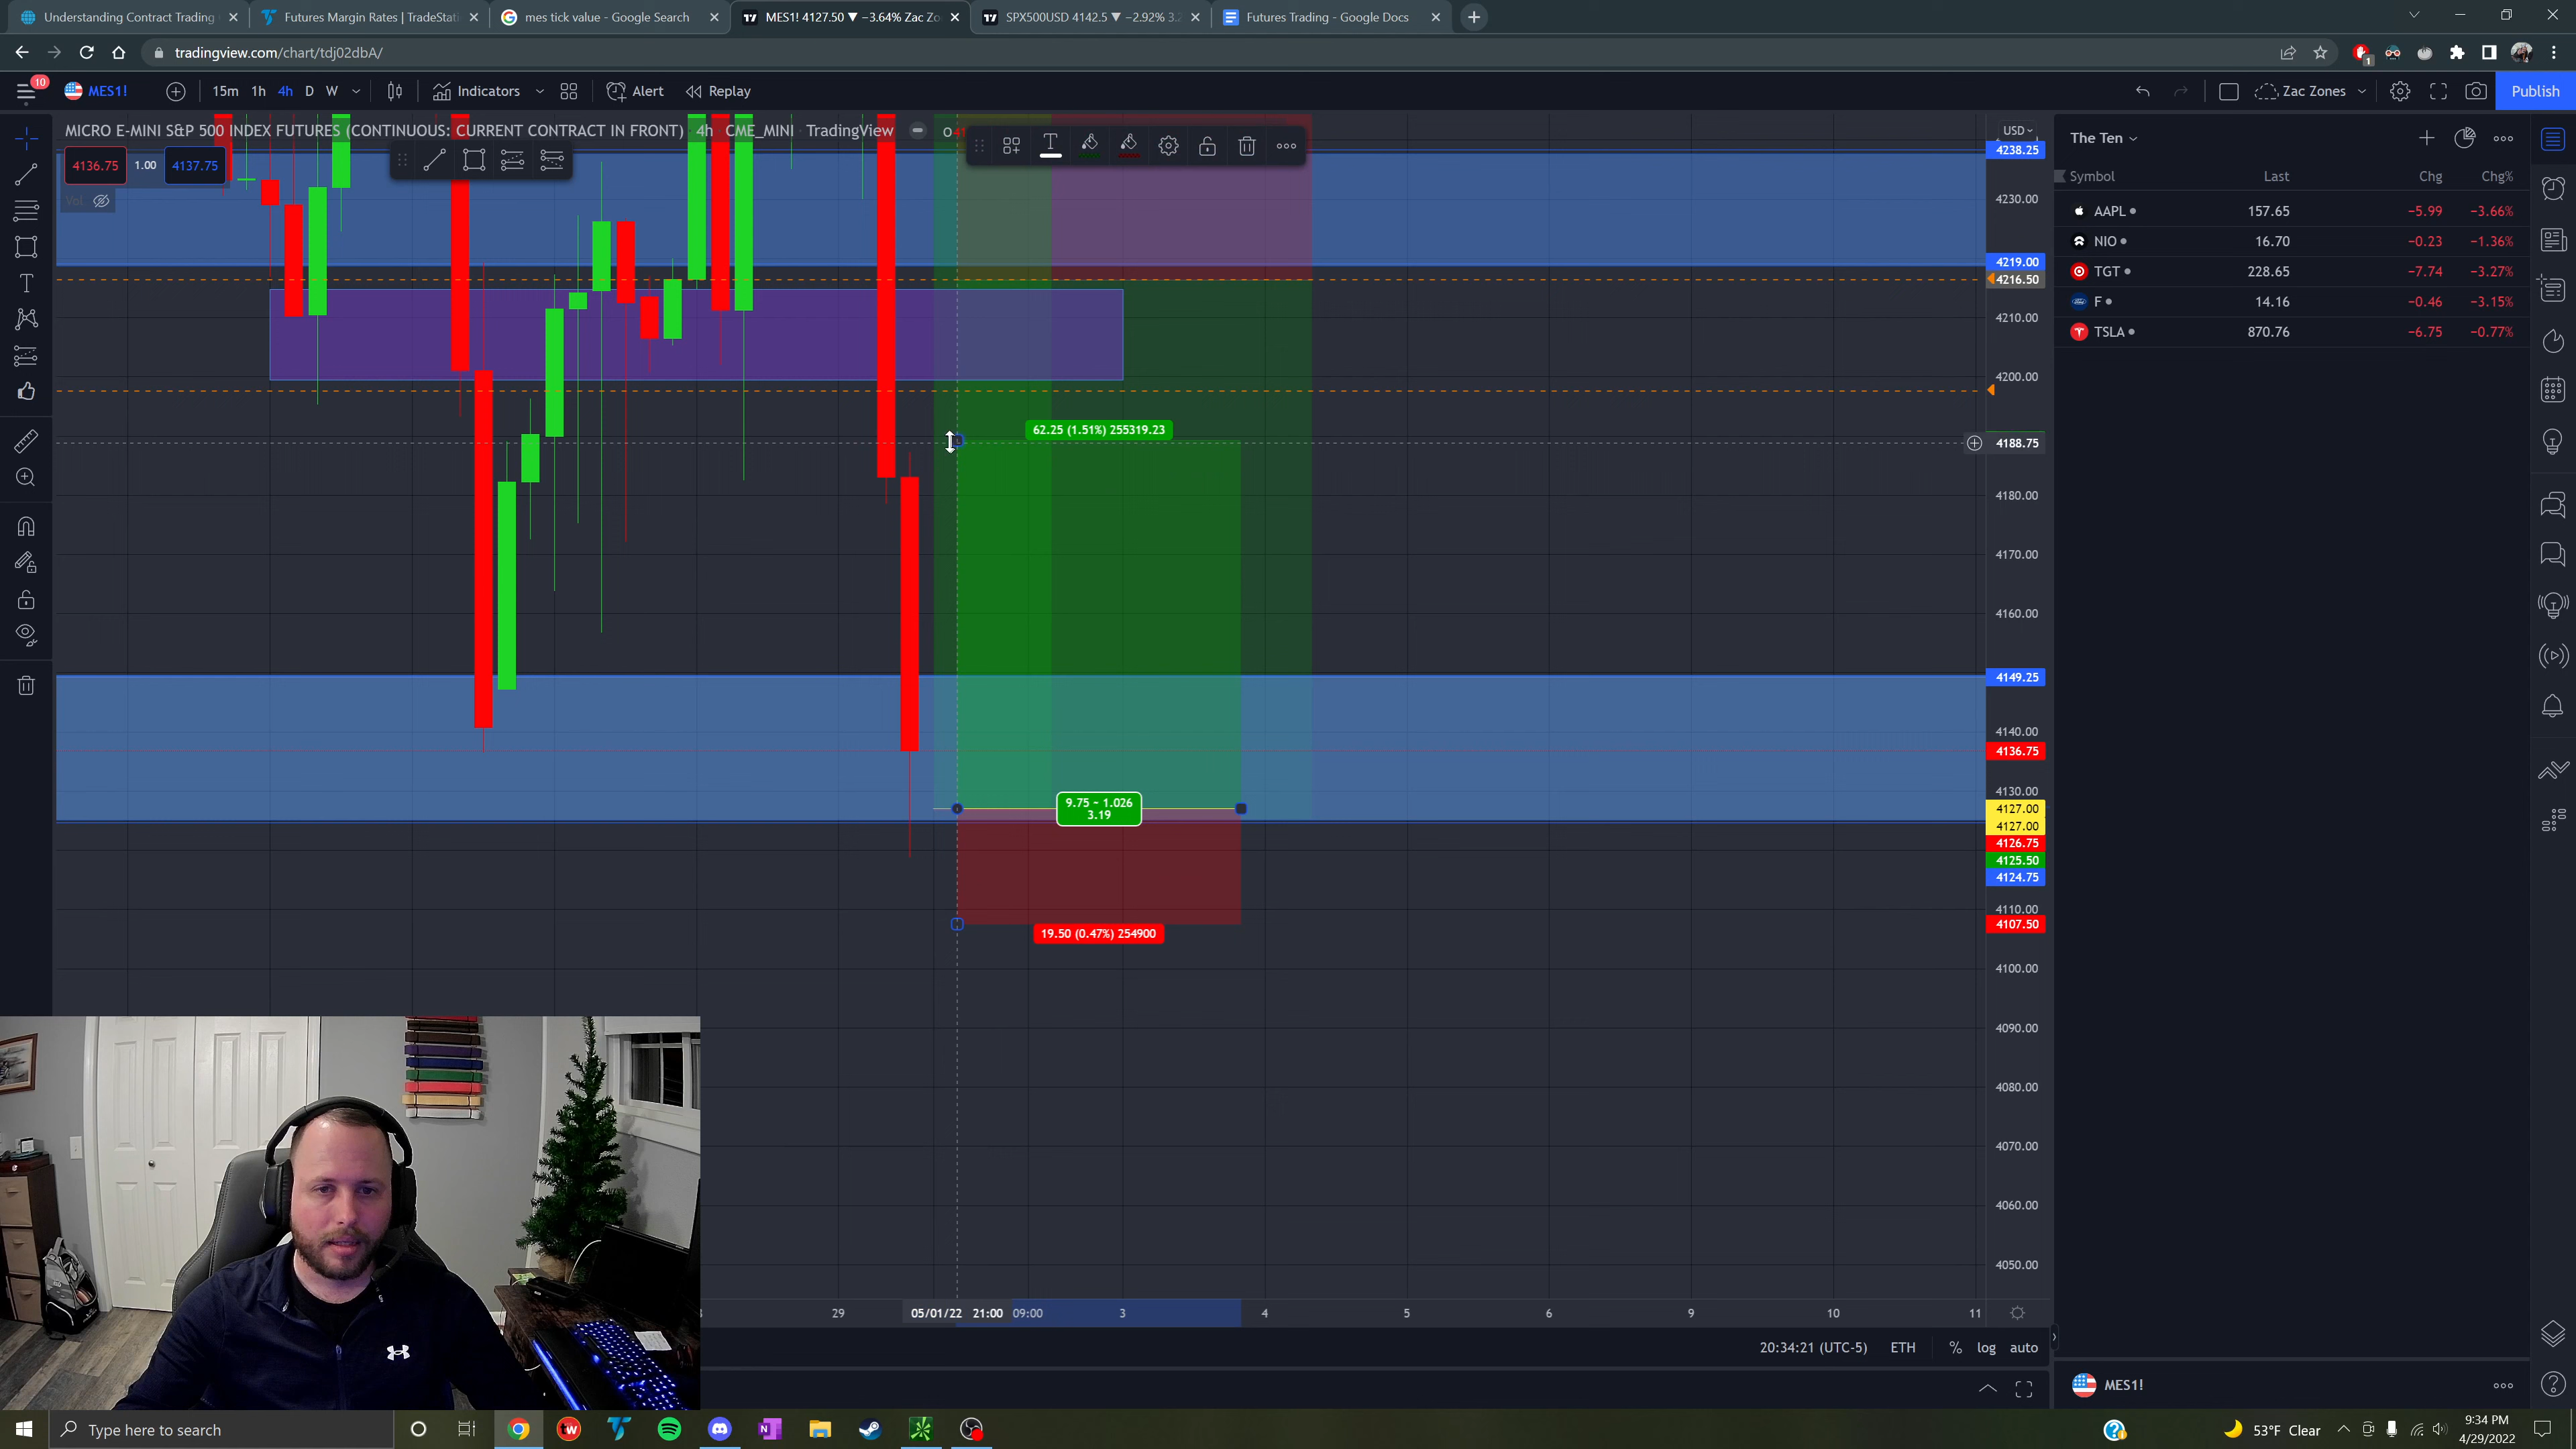 Understanding Contract Trading
Futures Margin Rates | TradeStati
mes tick value - Google Search
MES1! 4127.50 ▼ −3.64% Zac Zo
SPX500USD 4142.5 ▼ −2.92% 3.
Futures Trading - Google Docs
tradingview.com/chart/tdj02dbA/
10
MES1!
15m 1h 4h D W
Indicators
Alert
Replay
Zac Zones
Publish
MICRO E-MINI S&P 500 INDEX FUTURES (CONTINUOUS: CURRENT CONTRACT IN FRONT) 4h CME_MINI TradingView
4136.75 1.00 4137.75
Vol
62.25 (1.51%) 255319.23
9.75 ~ 1.026
3.19
19.50 (0.47%) 254900
USD
4238.25
4230.00
4219.00
4216.50
4210.00
4200.00
4188.75
4180.00
4170.00
4160.00
4149.25
4140.00
4136.75
4130.00
4127.00
4127.00
4126.75
4125.50
4124.75
4110.00
4107.50
4100.00
4090.00
4080.00
4070.00
4060.00
4050.00
29 05/01/22 21:00 09:00 3 4 5 6 9 10 11
20:34:21 (UTC-5) ETH % log auto
The Ten
Symbol Last Chg Chg%
AAPL 157.65 −5.99 −3.66%
NIO 16.70 −0.23 −1.36%
TGT 228.65 −7.74 −3.27%
F 14.16 −0.46 −3.15%
TSLA 870.76 −6.75 −0.77%
MES1!
Type here to search
53°F Clear
9:34 PM
4/29/2022